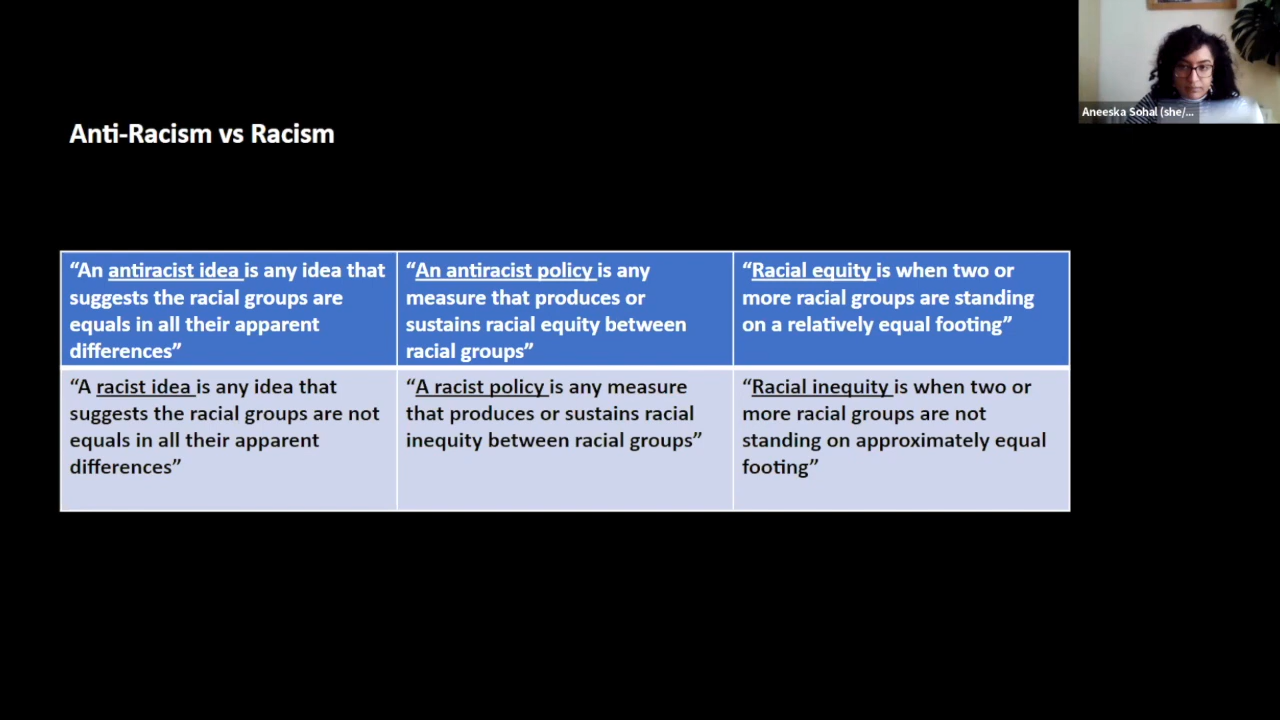 Aneeska Sohal (she/...
Anti-Racism vs Racism
“An antiracist idea is any idea that
suggests the racial groups are
equals in all their apparent
differences”
“An antiracist policy is any
measure that produces or
sustains racial equity between
racial groups”
“Racial equity is when two or
more racial groups are standing
on a relatively equal footing”
“A racist idea is any idea that
suggests the racial groups are not
equals in all their apparent
differences”
“A racist policy is any measure
that produces or sustains racial
inequity between racial groups”
“Racial inequity is when two or
more racial groups are not
standing on approximately equal
footing”